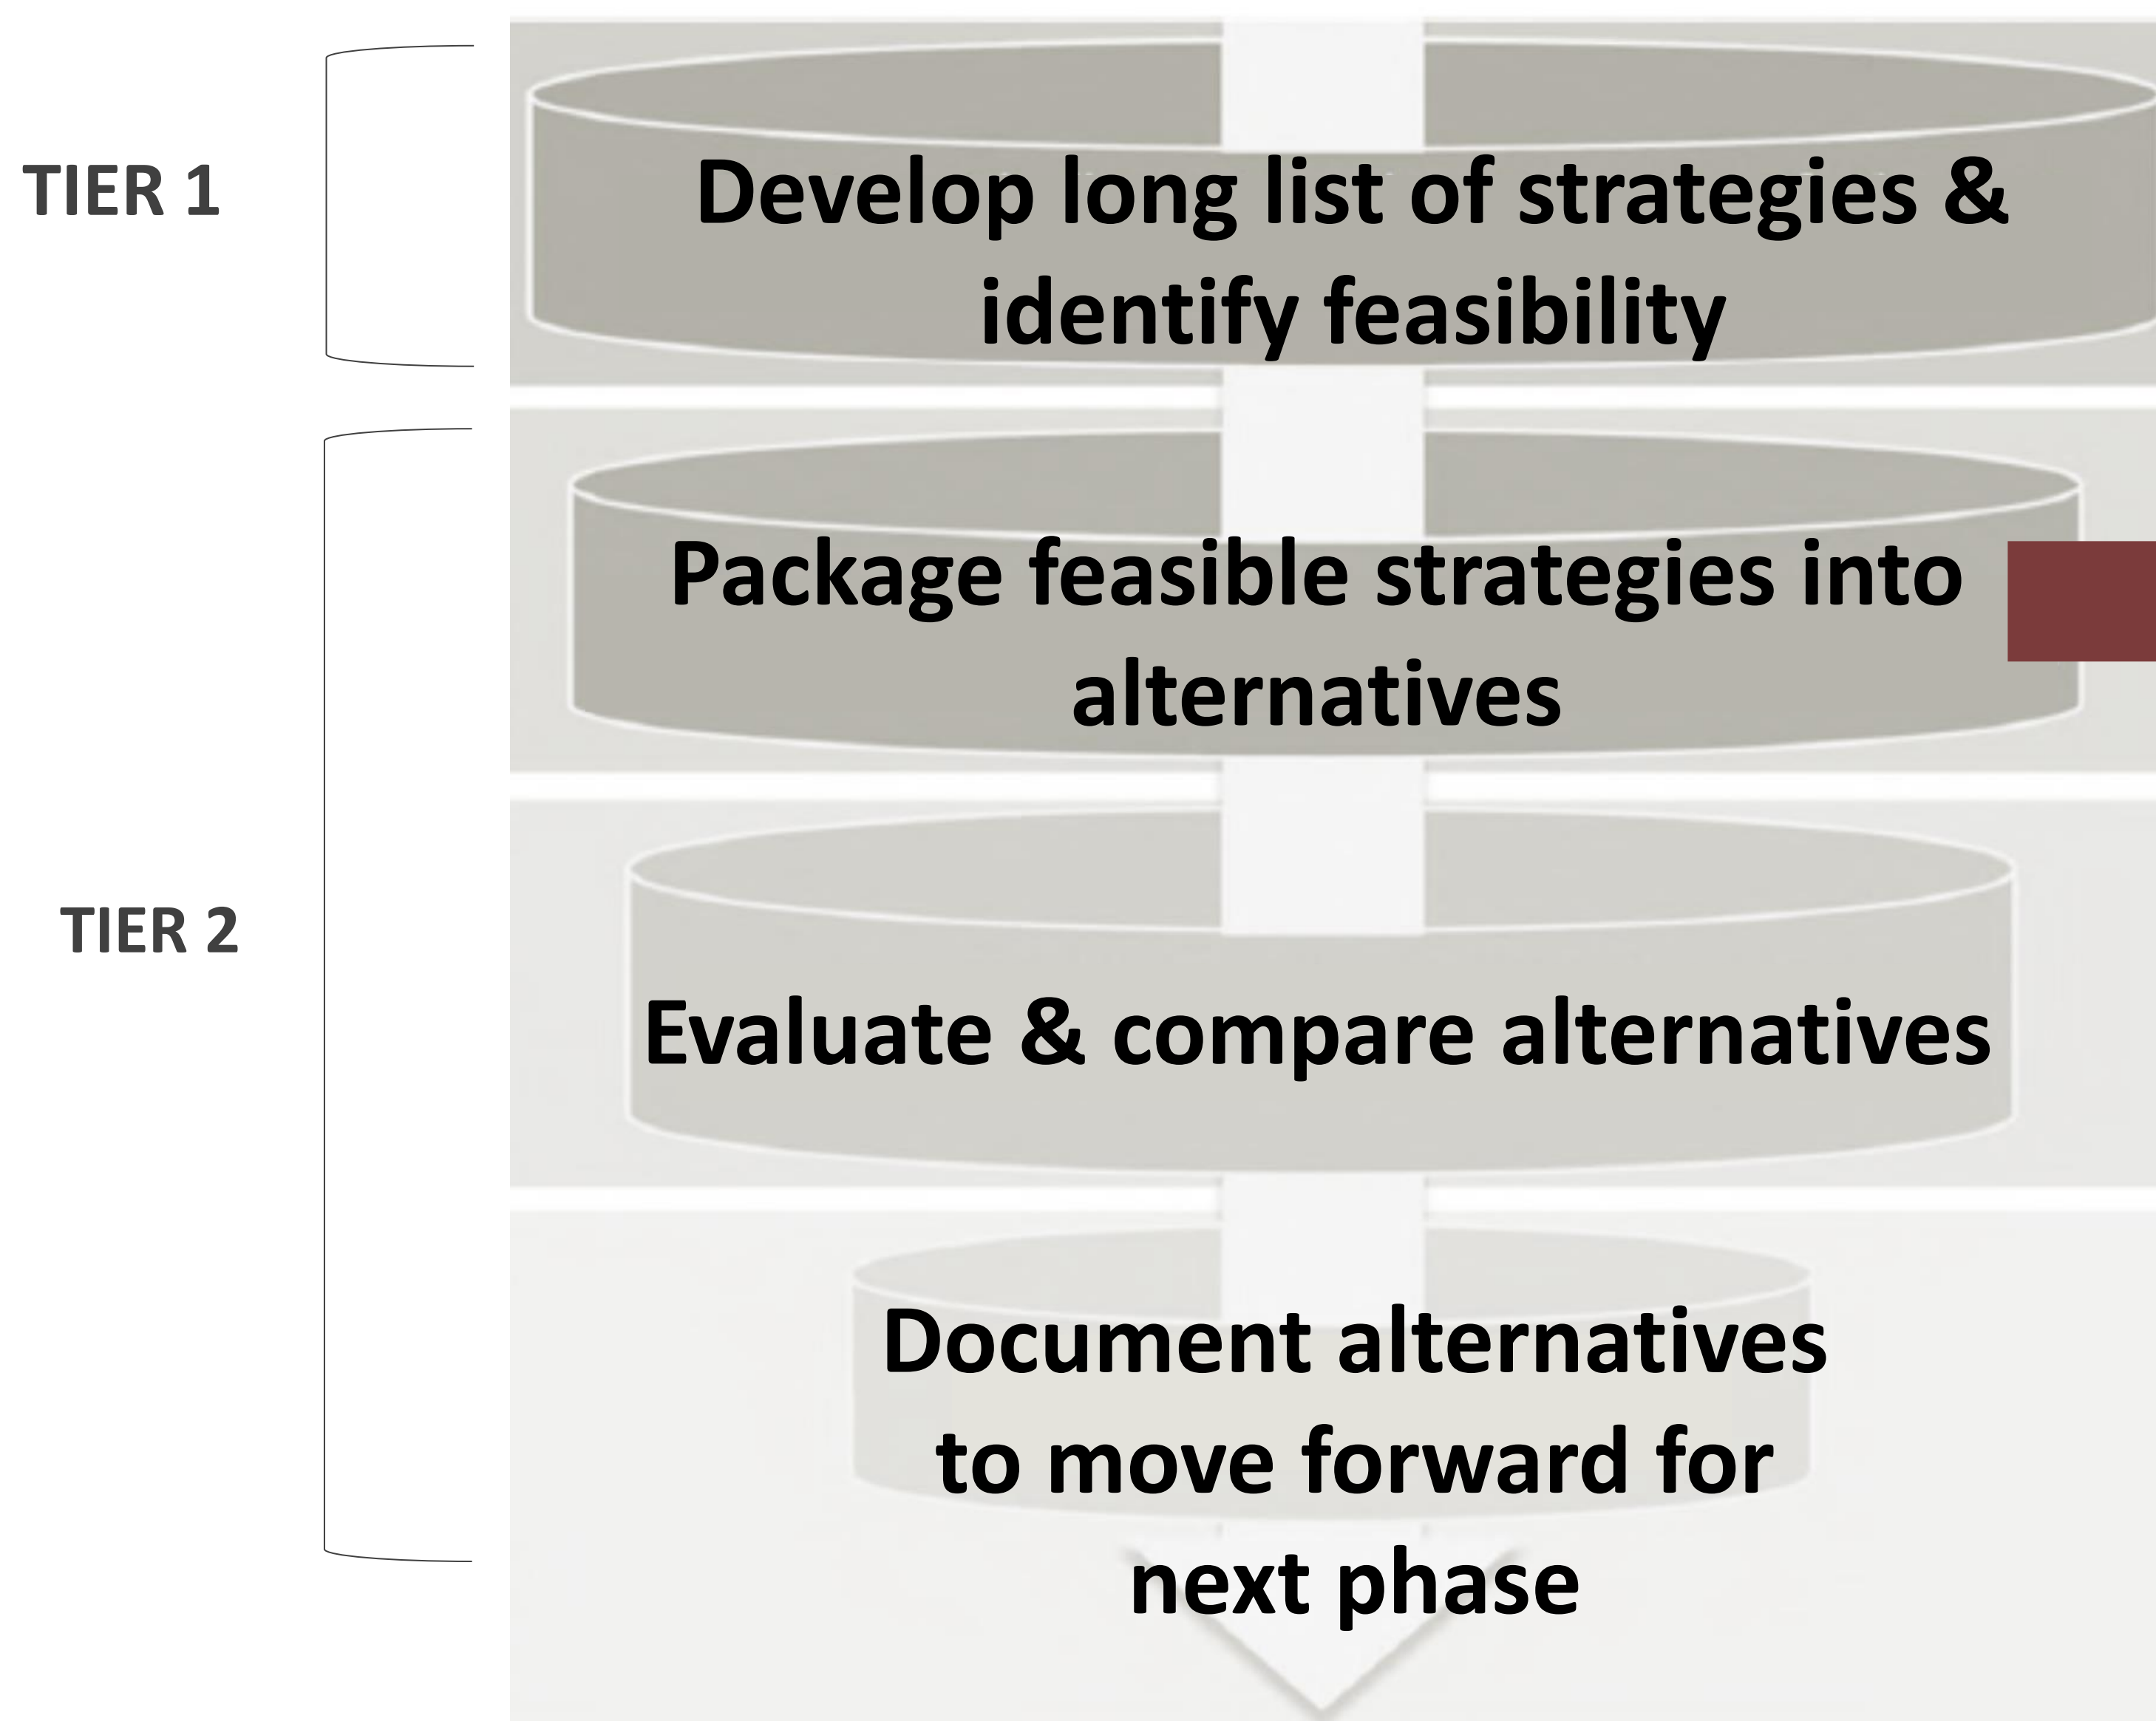 TIER 1
Develop long list of strategies &
identify feasibility
Package feasible strategies into
alternatives
TIER 2
Evaluate & compare alternatives
Document alternatives
to move forward for
next phase